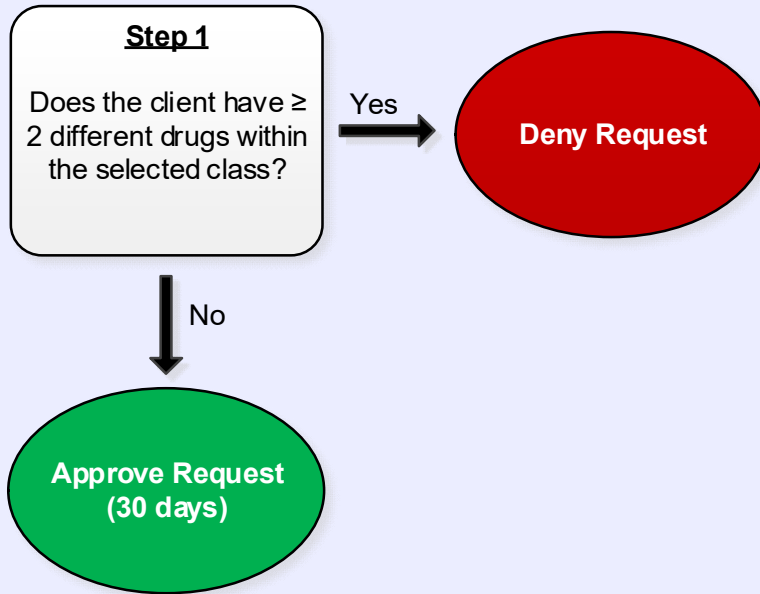 Step 1
Does the client have ≥
2 different drugs within
the selected class?
Yes
Deny Request
No
Approve Request
(30 days)